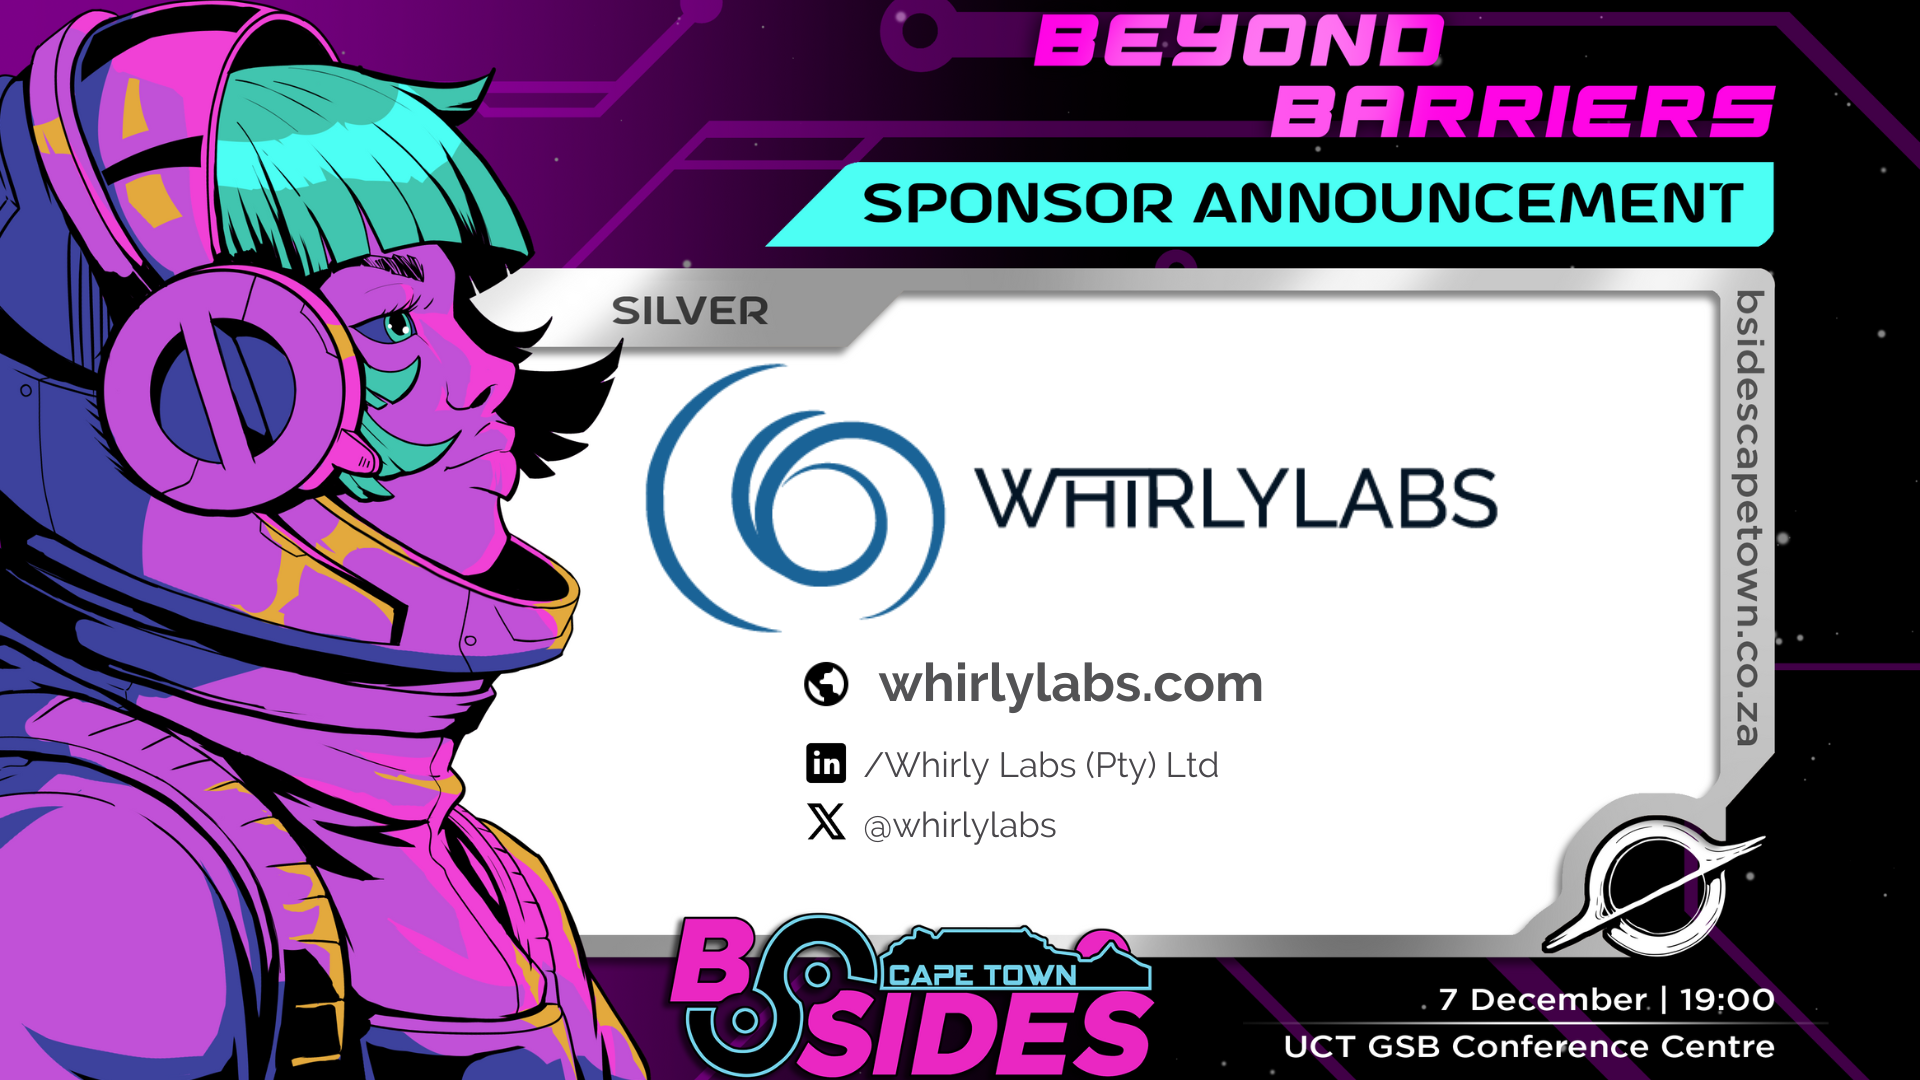 BEYOND
BARRIERS
SPONSOR ANNOUNCEMENT
SILVER
bsidescapetown.co.za
WHIRLYLABS
whirlylabs.com
in /Whirly Labs (Pty) Ltd
X @whirlylabs
B
CAPE TOWN
SIDES
7 December | 19:00
UCT GSB Conference Centre